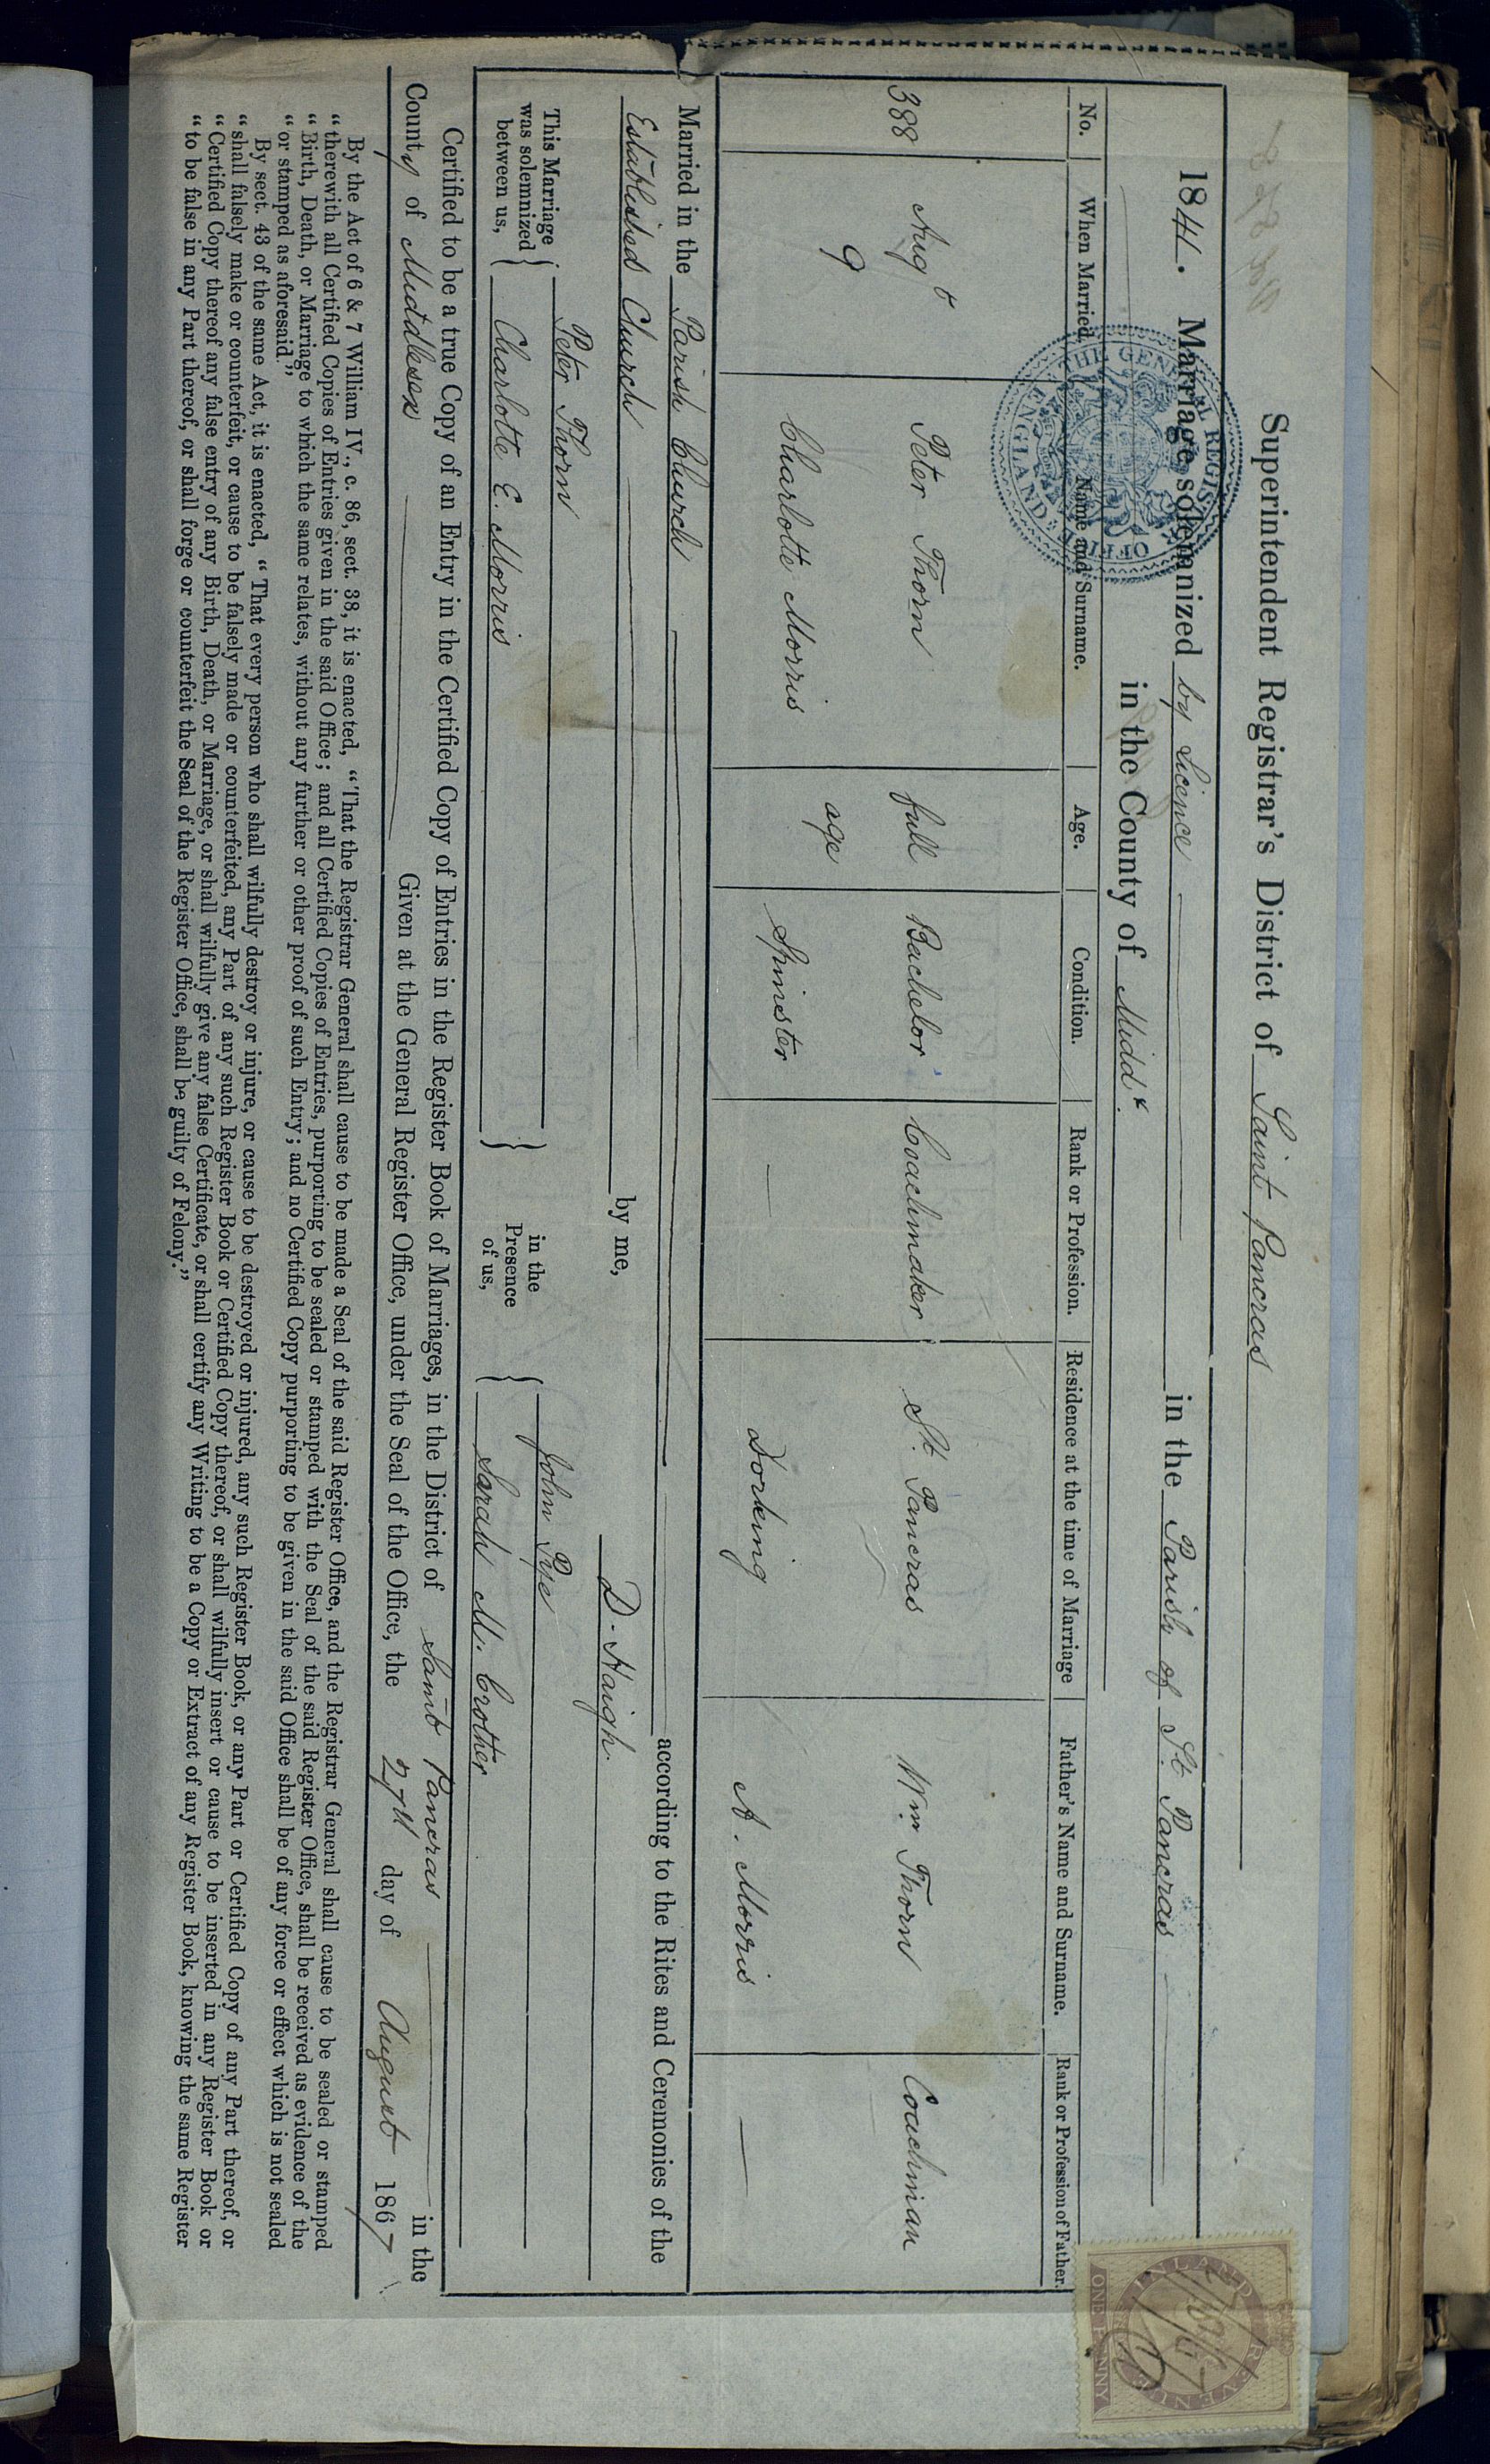 Superintendent Registrar's District of Saint Pancras
1841. Marriage solemnized by Licence in the Parish of St. Pancras
in the County of Middx.
No. When Married. Name and Surname. Age. Condition. Rank or Profession. Residence at the time of Marriage Father's Name and Surname. Rank or Profession of Father.
388 Aug t Peter Thorn full Bachelor Coachmaker St. Pancras Wm. Thorn Coachman
9 Charlotte Morris age Spinster — Dorking A. Morris —
Married in the Parish Church according to the Rites and Ceremonies of the
Established Church by me, D. Haigh.
This Marriage was solemnized between us, { Peter Thorn } in the Presence of us, { John Pye
Charlotte E. Morris Sarah M. Crother
Certified to be a true Copy of an Entry in the Certified Copy of Entries in the Register Book of Marriages, in the District of Saint Pancras in the
County of Middlesex Given at the General Register Office, under the Seal of the Office, the 27th day of August 1867
By the Act of 6 & 7 William IV., c. 86, sect. 38, it is enacted, "That the Registrar General shall cause to be made a Seal of the said Register Office, and the Registrar General shall cause to be sealed or stamped
"therewith all Certified Copies of Entries given in the said Office; and all Certified Copies of Entries, purporting to be sealed or stamped with the Seal of the said Register Office, shall be received as evidence of the
"Birth, Death, or Marriage to which the same relates, without any further or other proof of such Entry; and no Certified Copy purporting to be given in the said Office shall be of any force or effect which is not sealed
"or stamped as aforesaid."
By sect. 43 of the same Act, it is enacted, "That every person who shall wilfully destroy or injure, or cause to be destroyed or injured, any such Register Book, or any Part or Certified Copy of any Part thereof, or
"shall falsely make or counterfeit, or cause to be falsely made or counterfeited, any Part of any such Register Book or Certified Copy thereof, or shall wilfully insert or cause to be inserted in any Register Book or
"Certified Copy thereof any false entry of any Birth, Death, or Marriage, or shall wilfully give any false Certificate, or shall certify any Writing to be a Copy or Extract of any Register Book, knowing the same Register
"to be false in any Part thereof, or shall forge or counterfeit the Seal of the Register Office, shall be guilty of Felony."
THE GENERAL REGISTER OFFICE ENGLAND
INLAND REVENUE
ONE PENNY